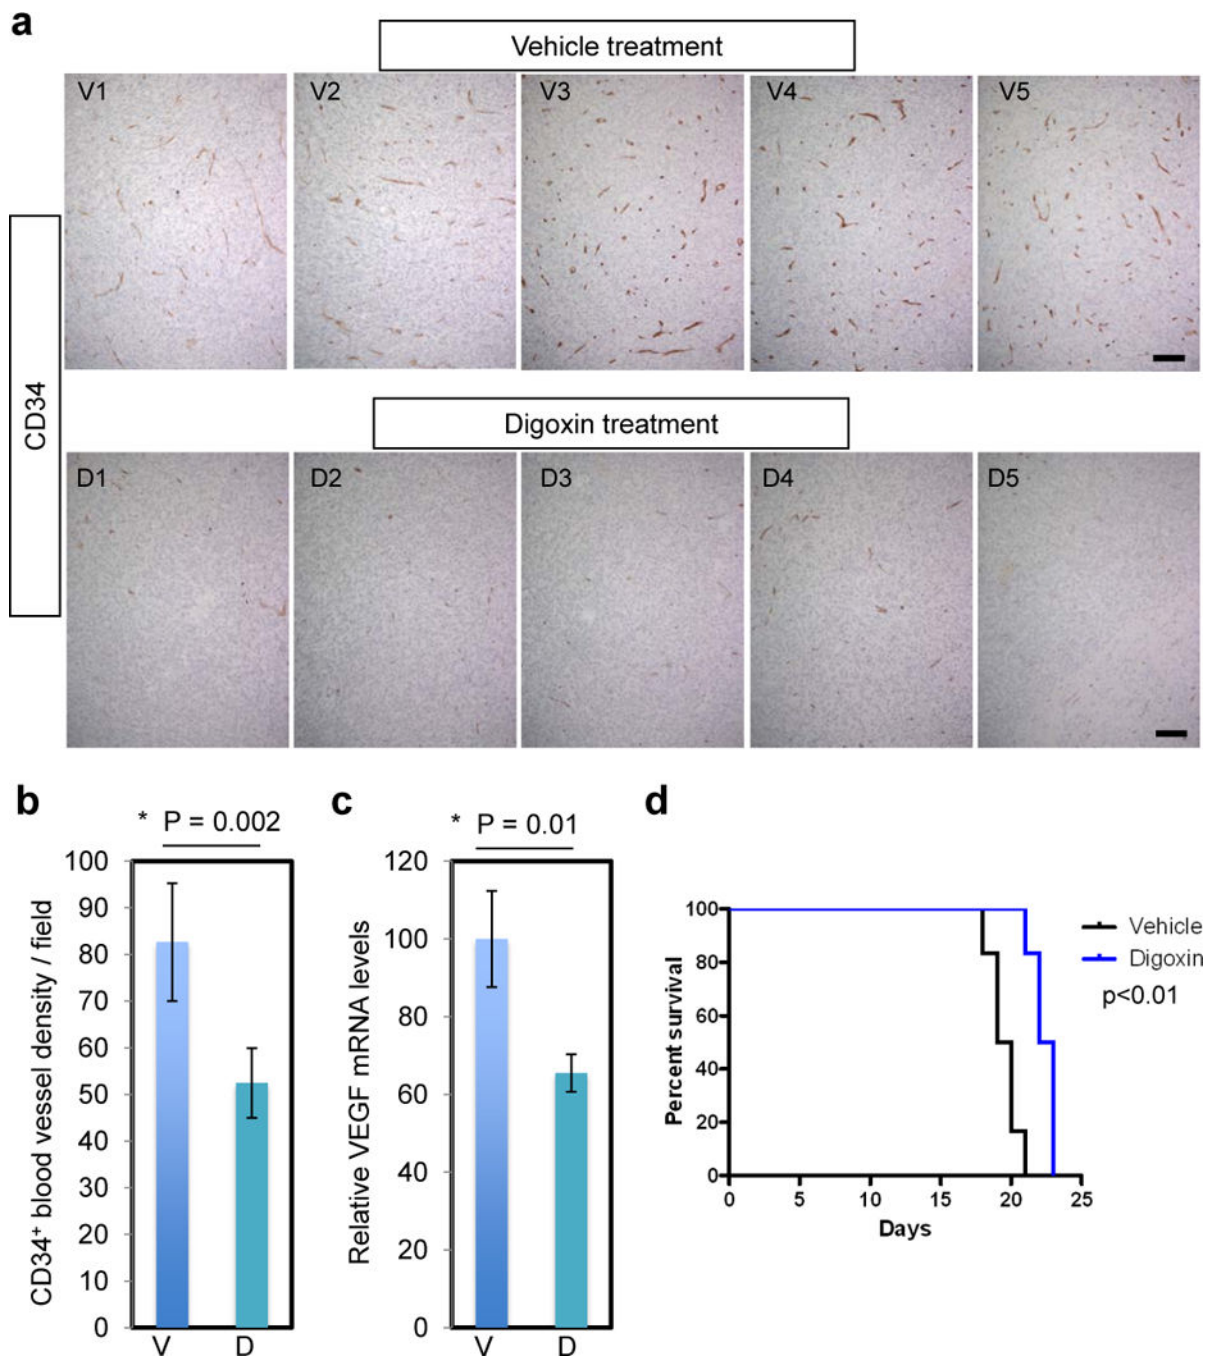 a
Vehicle treatment
V1 V2 V3 V4 V5
CD34
Digoxin treatment
D1 D2 D3 D4 D5
b
* P = 0.002
CD34⁺ blood vessel density / field
100
90
80
70
60
50
40
30
20
10
0
V D
c
* P = 0.01
Relative VEGF mRNA levels
120
100
80
60
40
20
0
V D
d
Percent survival
100
80
60
40
20
0
0 5 10 15 20 25
Days
Vehicle
Digoxin
p<0.01